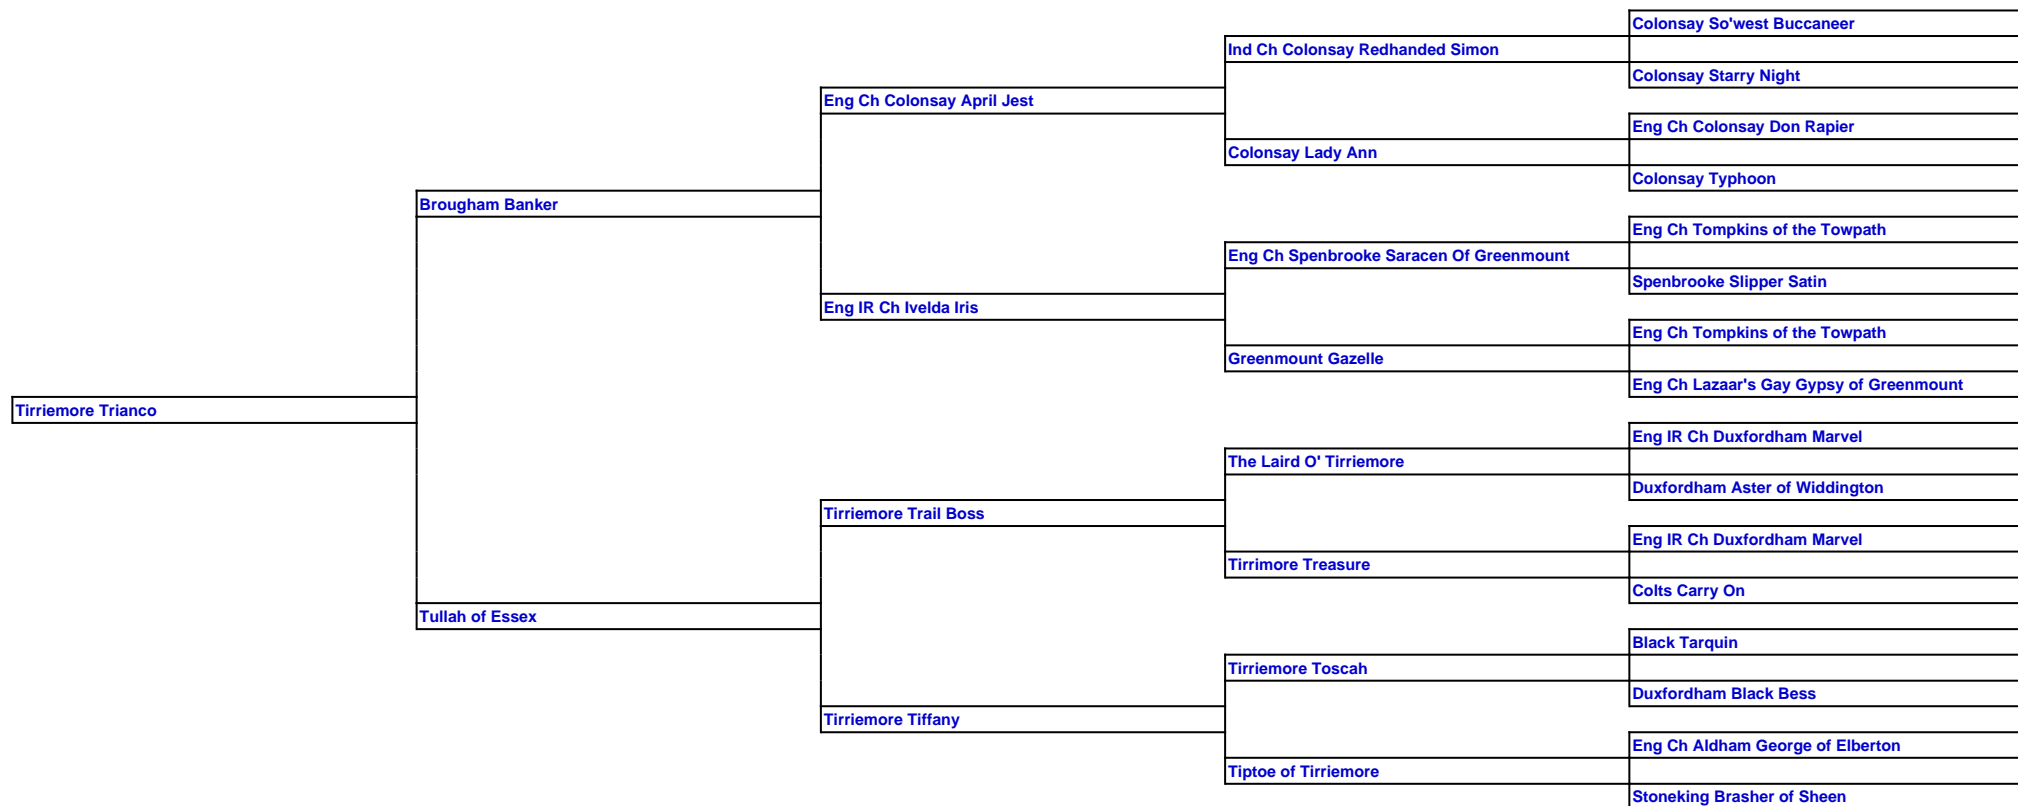 Colonsay So'west Buccaneer
Ind Ch Colonsay Redhanded Simon
Colonsay Starry Night
Eng Ch Colonsay April Jest
Eng Ch Colonsay Don Rapier
Colonsay Lady Ann
Colonsay Typhoon
Brougham Banker
Eng Ch Tompkins of the Towpath
Eng Ch Spenbrooke Saracen Of Greenmount
Spenbrooke Slipper Satin
Eng IR Ch Ivelda Iris
Eng Ch Tompkins of the Towpath
Greenmount Gazelle
Eng Ch Lazaar's Gay Gypsy of Greenmount
Tirriemore Trianco
Eng IR Ch Duxfordham Marvel
The Laird O' Tirriemore
Duxfordham Aster of Widdington
Tirriemore Trail Boss
Eng IR Ch Duxfordham Marvel
Tirrimore Treasure
Colts Carry On
Tullah of Essex
Black Tarquin
Tirriemore Toscah
Duxfordham Black Bess
Tirriemore Tiffany
Eng Ch Aldham George of Elberton
Tiptoe of Tirriemore
Stoneking Brasher of Sheen